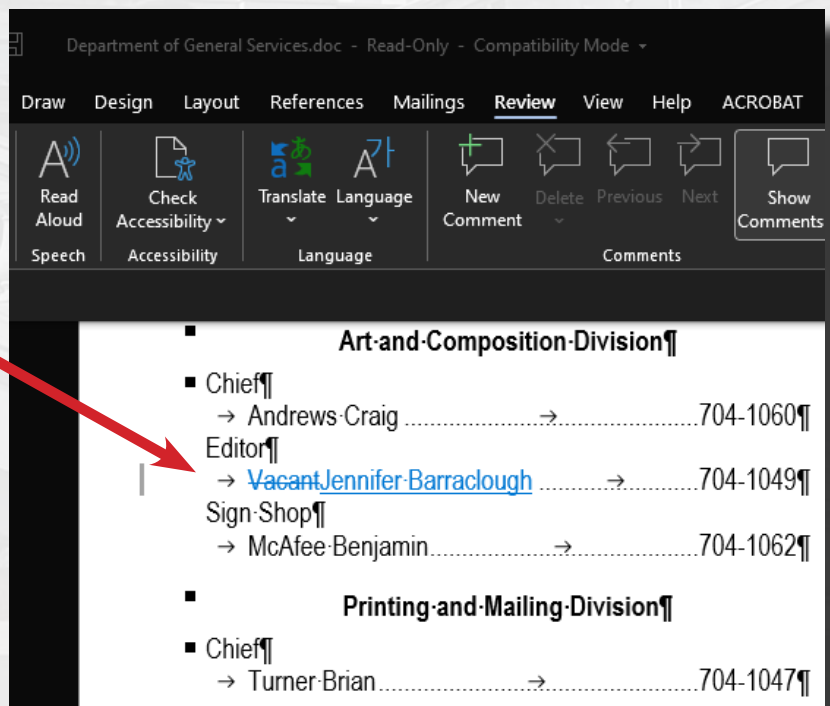 Department of General Services.doc - Read-Only - Compatibility Mode
Draw Design Layout References Mailings Review View Help ACROBAT
Read Aloud
Check Accessibility
Translate
Language
New Comment
Delete
Previous
Next
Show Comments
Speech
Accessibility
Language
Comments
Art·and·Composition·Division¶
Chief¶
→ Andrews·Craig ........................→........................704-1060¶
Editor¶
→ VacantJennifer·Barraclough ............→............704-1049¶
Sign·Shop¶
→ McAfee·Benjamin........................→........................704-1062¶
Printing·and·Mailing·Division¶
Chief¶
→ Turner·Brian........................→........................704-1047¶